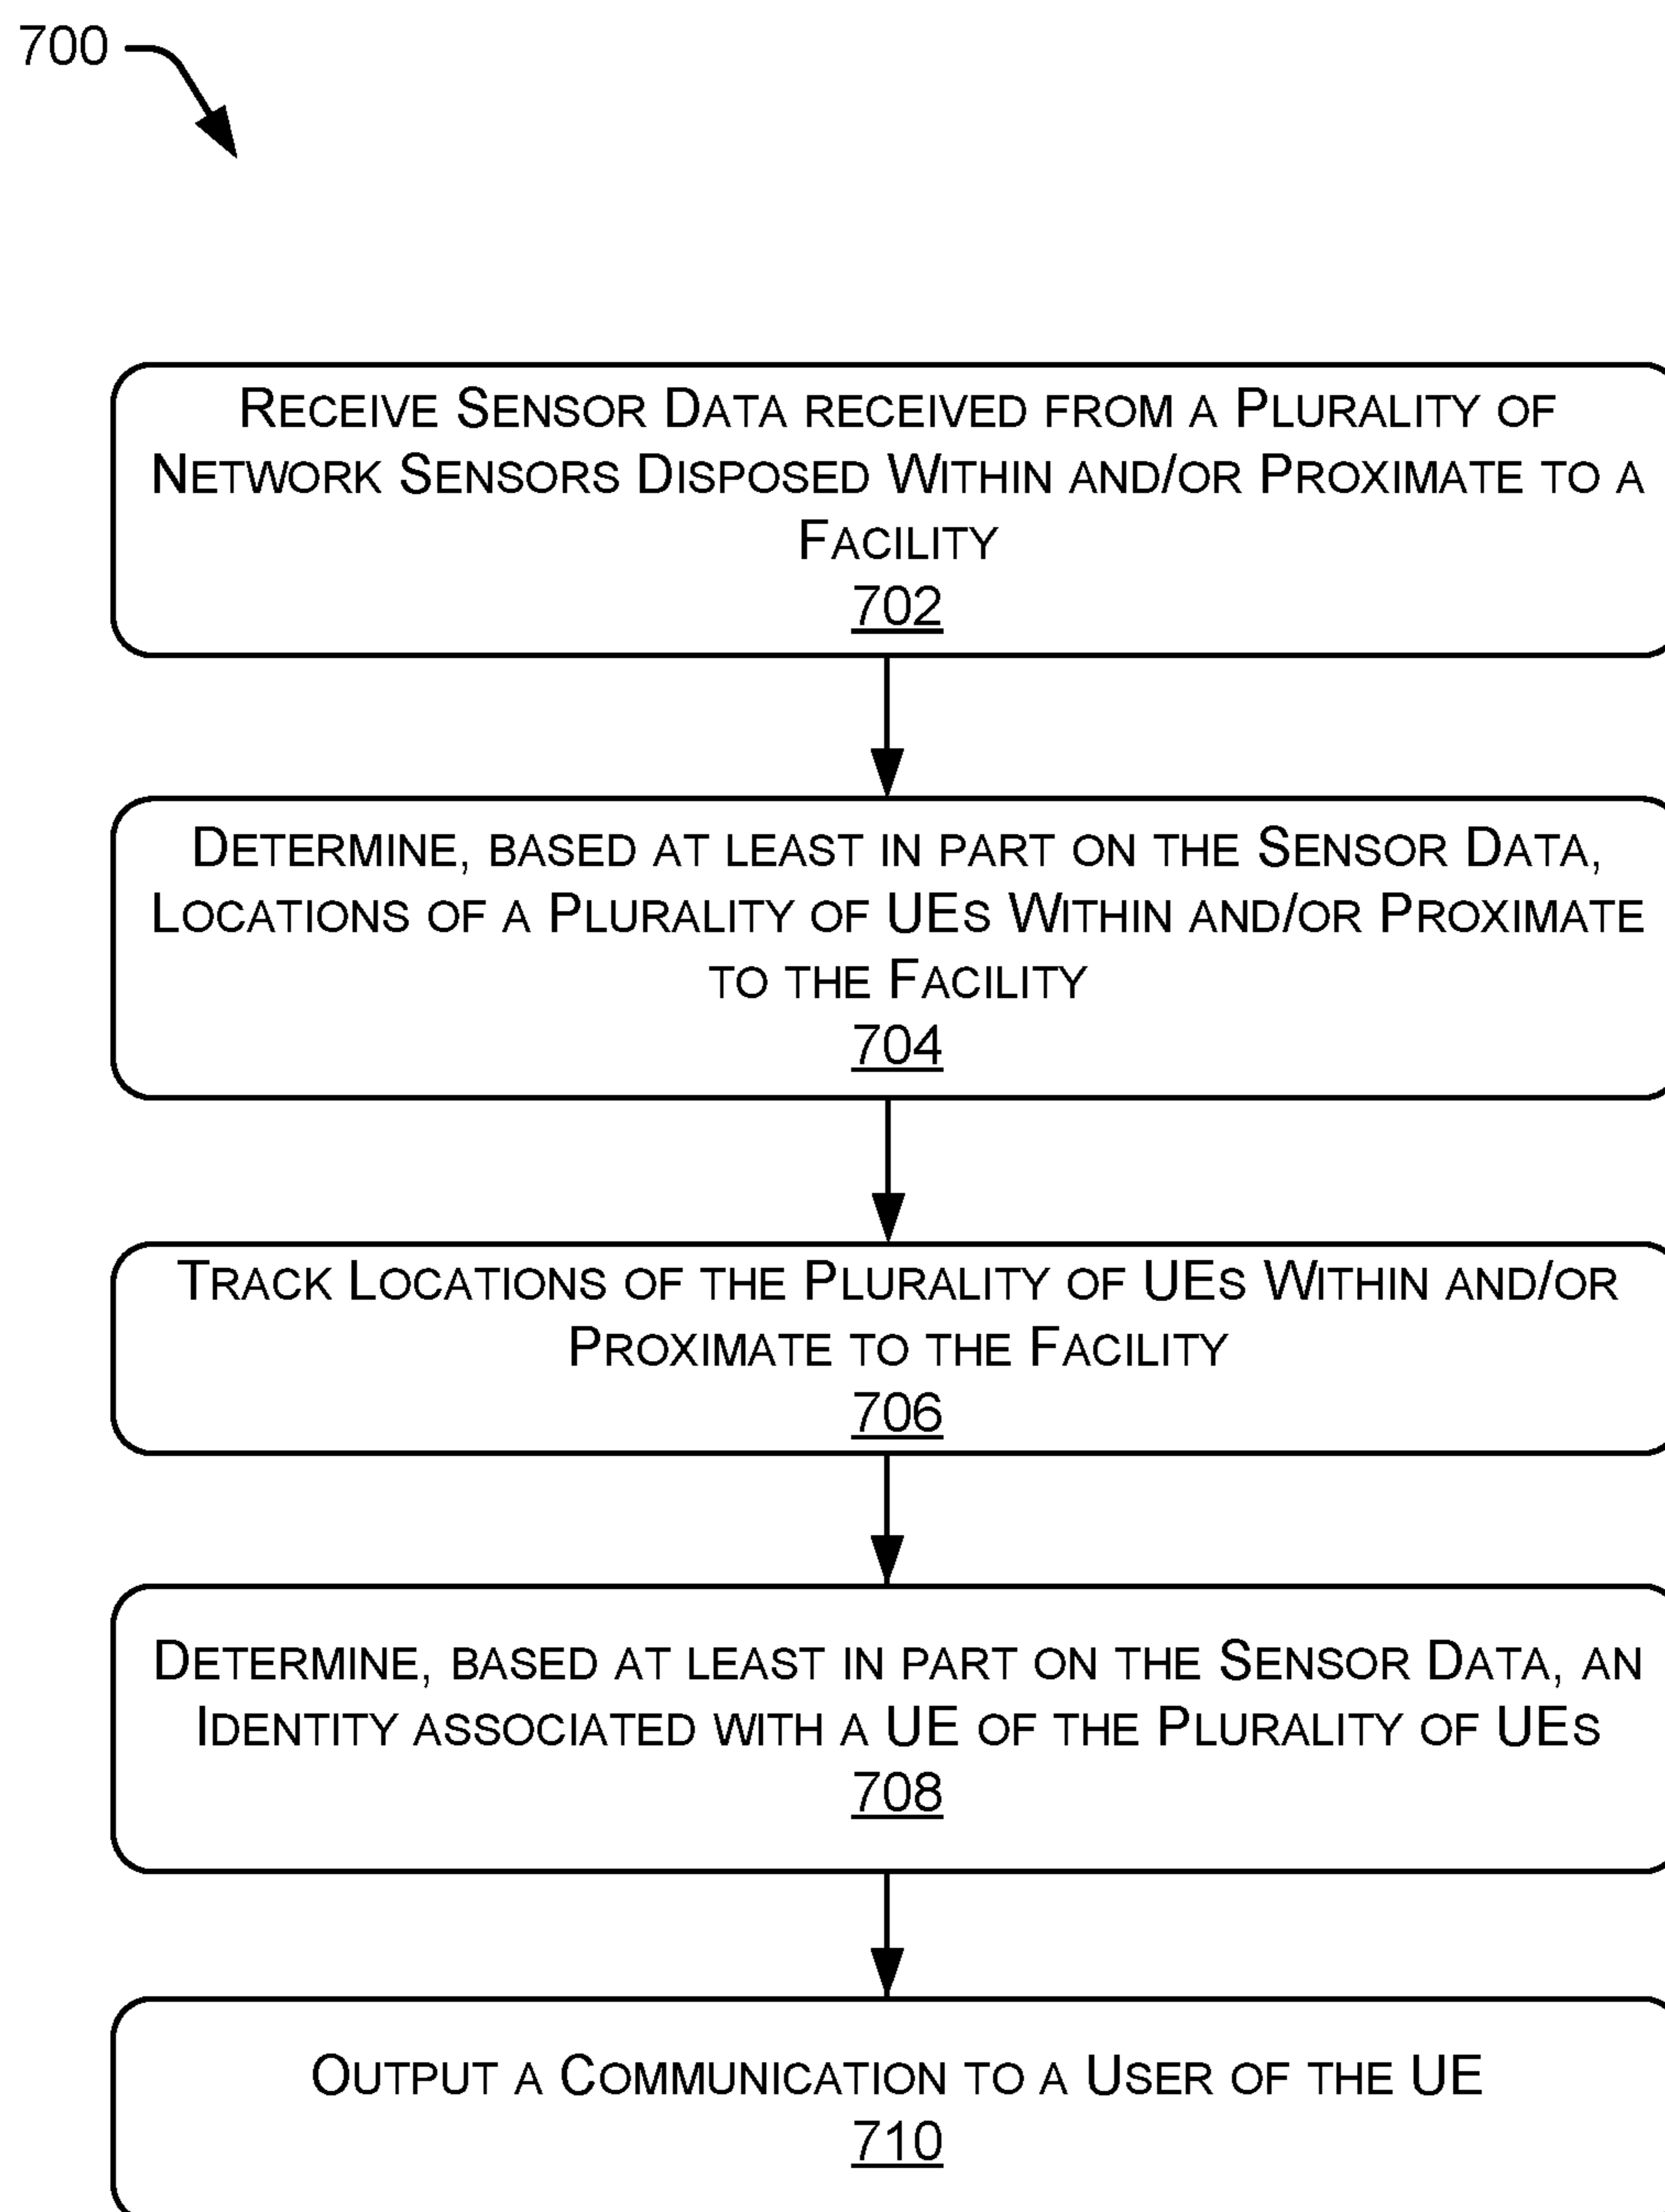 700
RECEIVE SENSOR DATA RECEIVED FROM A PLURALITY OF
NETWORK SENSORS DISPOSED WITHIN AND/OR PROXIMATE TO A
FACILITY
702
DETERMINE, BASED AT LEAST IN PART ON THE SENSOR DATA,
LOCATIONS OF A PLURALITY OF UES WITHIN AND/OR PROXIMATE
TO THE FACILITY
704
TRACK LOCATIONS OF THE PLURALITY OF UES WITHIN AND/OR
PROXIMATE TO THE FACILITY
706
DETERMINE, BASED AT LEAST IN PART ON THE SENSOR DATA, AN
IDENTITY ASSOCIATED WITH A UE OF THE PLURALITY OF UES
708
OUTPUT A COMMUNICATION TO A USER OF THE UE
710